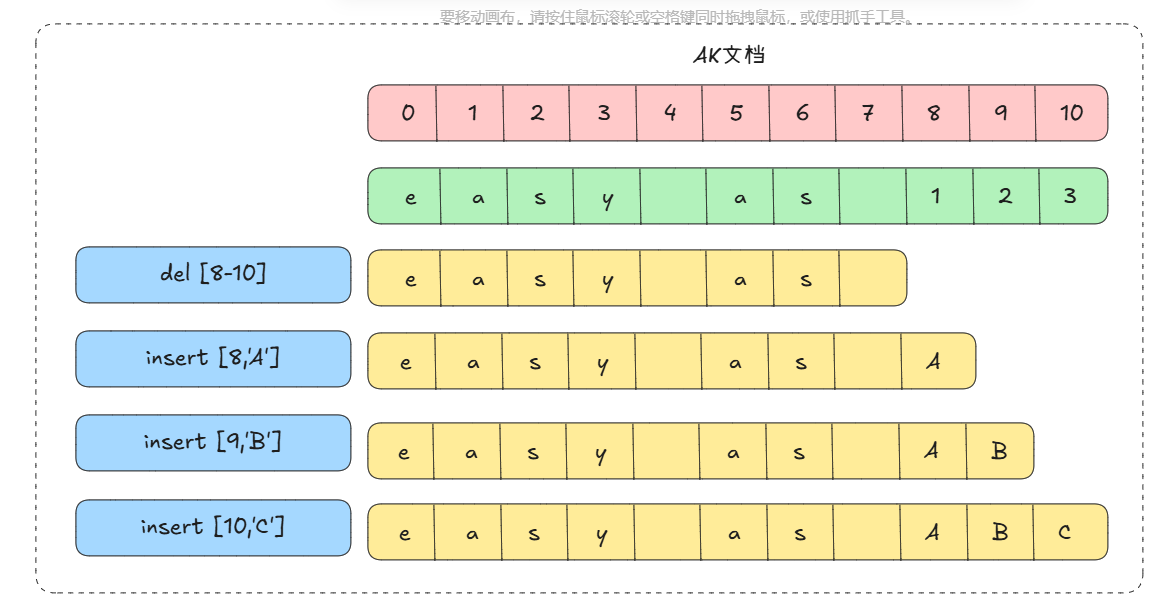 要移动画布，请按住鼠标滚轮或空格键同时拖拽鼠标，或使用抓手工具。
AK文档
0 1 2 3 4 5 6 7 8 9 10
e a s y a s 1 2 3
del [8-10] e a s y a s
insert [8,'A'] e a s y a s A
insert [9,'B'] e a s y a s A B
insert [10,'C'] e a s y a s A B C